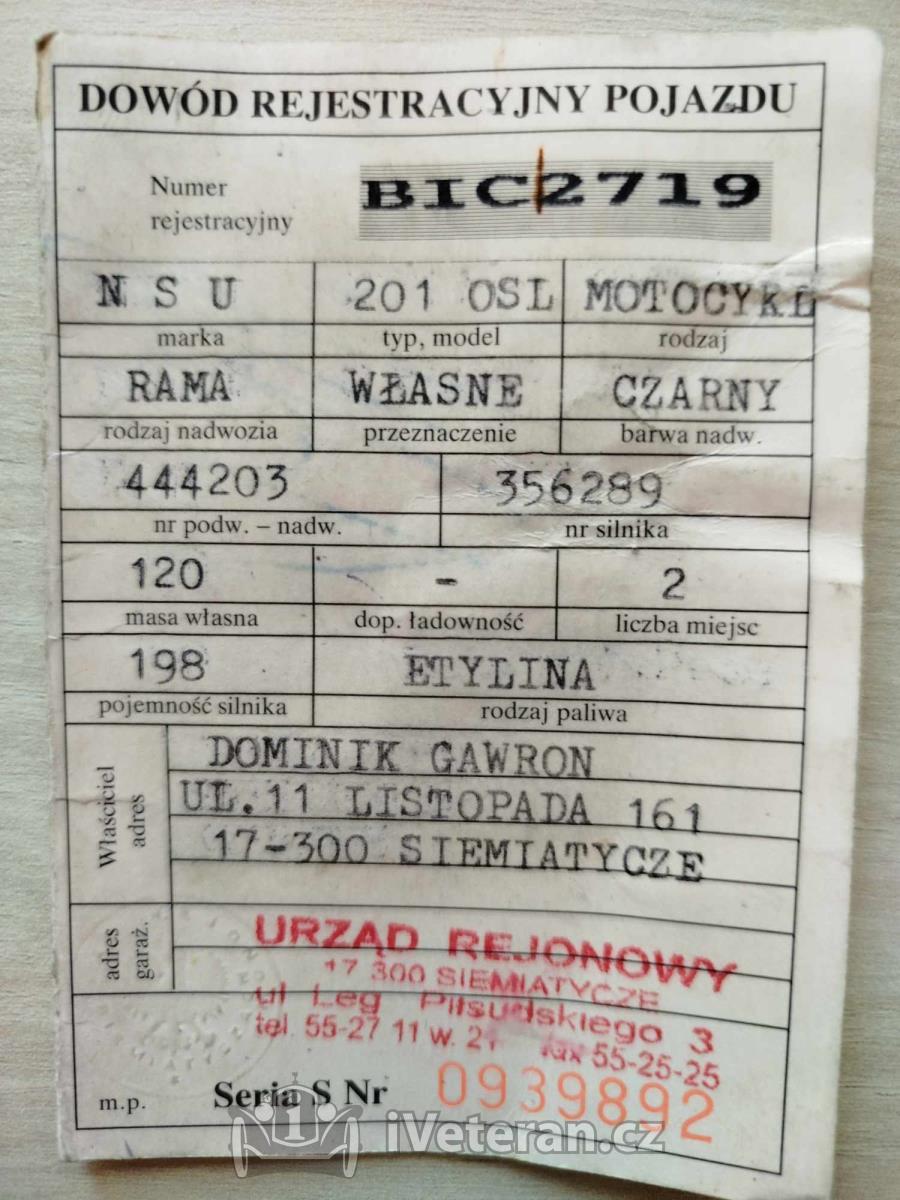 DOWÓD REJESTRACYJNY POJAZDU
Numer rejestracyjny
BIC2719
NSU 201 OSL MOTOCYKL
marka typ, model rodzaj
RAMA WŁASNE CZARNY
rodzaj nadwozia przeznaczenie barwa nadw.
444203 356289
nr podw. – nadw. nr silnika
120 - 2
masa własna dop. ładowność liczba miejsc
198 ETYLINA
pojemność silnika rodzaj paliwa
Właściciel adres
DOMINIK GAWRON
UŁ.11 LISTOPADA 161
17-300 SIEMIATYCZE
adres garaż.
URZĄD REJONOWY
17 300 SIEMIATYCZE
ul Leg Piłsudskiego 3
tel. 55-27 11 w. 21 fax 55-25-25
m.p. Seria S Nr 0939892
iVeteran.cz